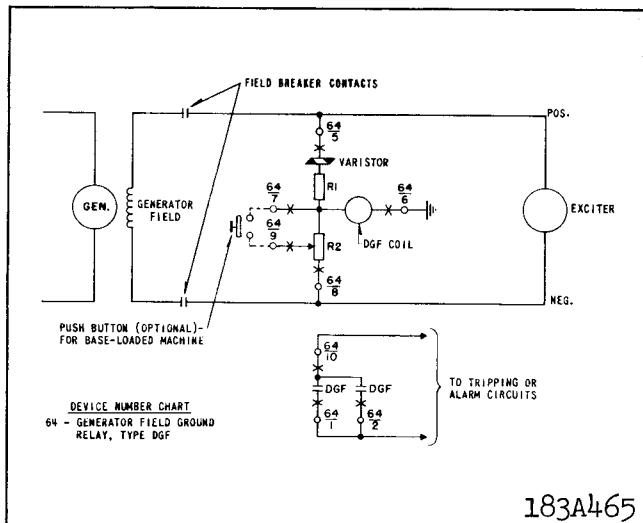 FIELD BREAKER CONTACTS
POS.
64
5
VARISTOR
R1
64
7
64
6
GEN.
GENERATOR
FIELD
EXCITER
64
9
R2
DGF COIL
64
8
NEG.
PUSH BUTTON (OPTIONAL)-
FOR BASE-LOADED MACHINE
64
10
DGF
DGF
TO TRIPPING OR
ALARM CIRCUITS
64
1
64
2
DEVICE NUMBER CHART
64 - GENERATOR FIELD GROUND
RELAY, TYPE DGF
183A465